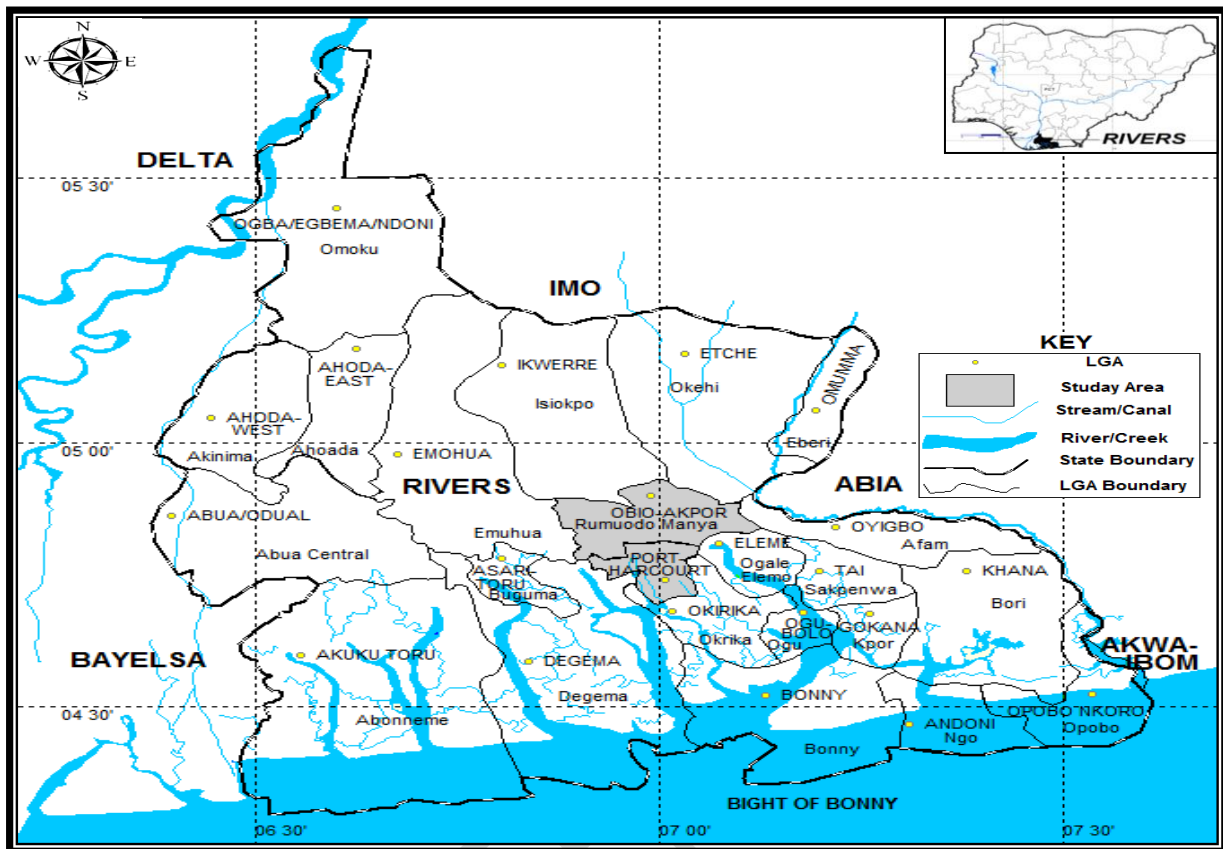 N
W
E
S
RIVERS
DELTA
05 30'
OGBA/EGBEMA/NDONI
Omoku
IMO
KEY
LGA
Studay Area
Stream/Canal
River/Creek
State Boundary
LGA Boundary
AHODA-
EAST
IKWERRE
Isiokpo
ETCHE
Okehi
OMUMMA
Eberi
AHODA-
WEST
Akinima
Ahoada
05 00'
EMOHUA
RIVERS
ABIA
ABUA/ODUAL
Abua Central
Emuhua
OBIO-AKPOR
Rumuodo Manya
OYIGBO
Afam
ASARI-
TORU
Buguma
PORT-
HARCOURT
ELEME
Ogale
Elemo
TAI
Sakpenwa
KHANA
Bori
OKIRIKA
Okrika
OGU-
BOLO
Ogu
GOKANA
Kpor
BAYELSA
AKUKU TORU
Abonneme
DEGEMA
Degema
AKWA-
IBOM
BONNY
Bonny
04 30'
ANDONI
Ngo
OPOBO NKORO
Opobo
BIGHT OF BONNY
06 30'
07 00'
07 30'